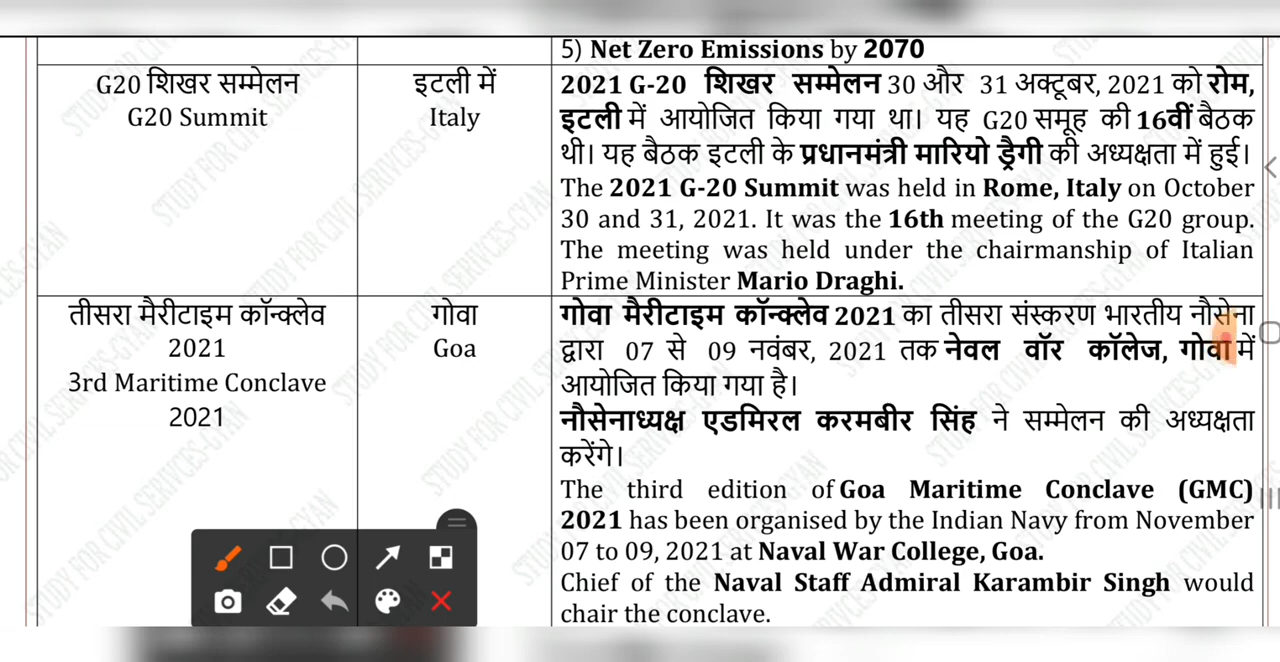 5) Net Zero Emissions by 2070
G20 शिखर सम्मेलन
G20 Summit
इटली में
Italy
2021 G-20 शिखर सम्मेलन 30 और 31 अक्टूबर, 2021 को रोम,
इटली में आयोजित किया गया था। यह G20 समूह की 16वीं बैठक
थी। यह बैठक इटली के प्रधानमंत्री मारियो ड्रैगी की अध्यक्षता में हुई।
The 2021 G-20 Summit was held in Rome, Italy on October
30 and 31, 2021. It was the 16th meeting of the G20 group.
The meeting was held under the chairmanship of Italian
Prime Minister Mario Draghi.
तीसरा मैरीटाइम कॉन्क्लेव
2021
3rd Maritime Conclave
2021
गोवा
Goa
गोवा मैरीटाइम कॉन्क्लेव 2021 का तीसरा संस्करण भारतीय नौसेना
द्वारा 07 से 09 नवंबर, 2021 तक नेवल वॉर कॉलेज, गोवा में
आयोजित किया गया है।
नौसेनाध्यक्ष एडमिरल करमबीर सिंह ने सम्मेलन की अध्यक्षता
करेंगे।
The third edition of Goa Maritime Conclave (GMC)
2021 has been organised by the Indian Navy from November
07 to 09, 2021 at Naval War College, Goa.
Chief of the Naval Staff Admiral Karambir Singh would
chair the conclave.
STUDY FOR CIVIL SERIVCES-GYAN